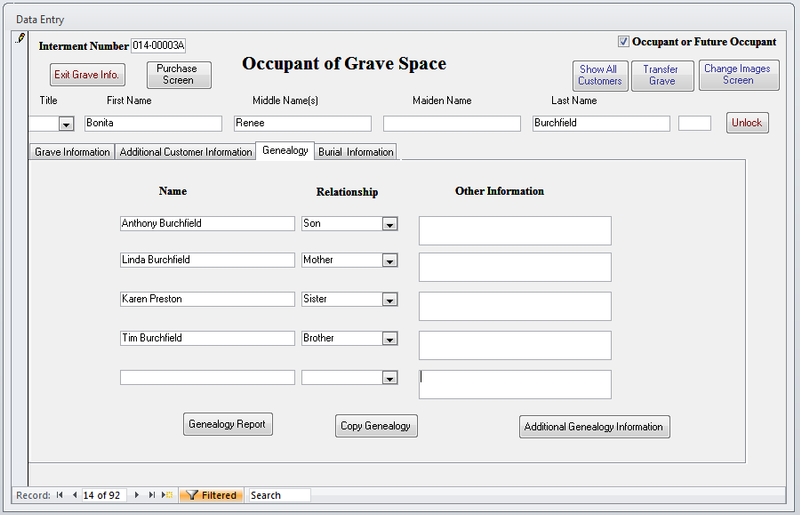 Data Entry
Interment Number 014-00003A
Occupant or Future Occupant
Occupant of Grave Space
Exit Grave Info.
Purchase Screen
Show All Customers
Transfer Grave
Change Images Screen
Title First Name Middle Name(s) Maiden Name Last Name
Bonita Renee Burchfield Unlock
Grave Information Additional Customer Information Genealogy Burial Information
Name Relationship Other Information
Anthony Burchfield Son
Linda Burchfield Mother
Karen Preston Sister
Tim Burchfield Brother
Genealogy Report Copy Genealogy Additional Genealogy Information
Record: 14 of 92 Filtered Search